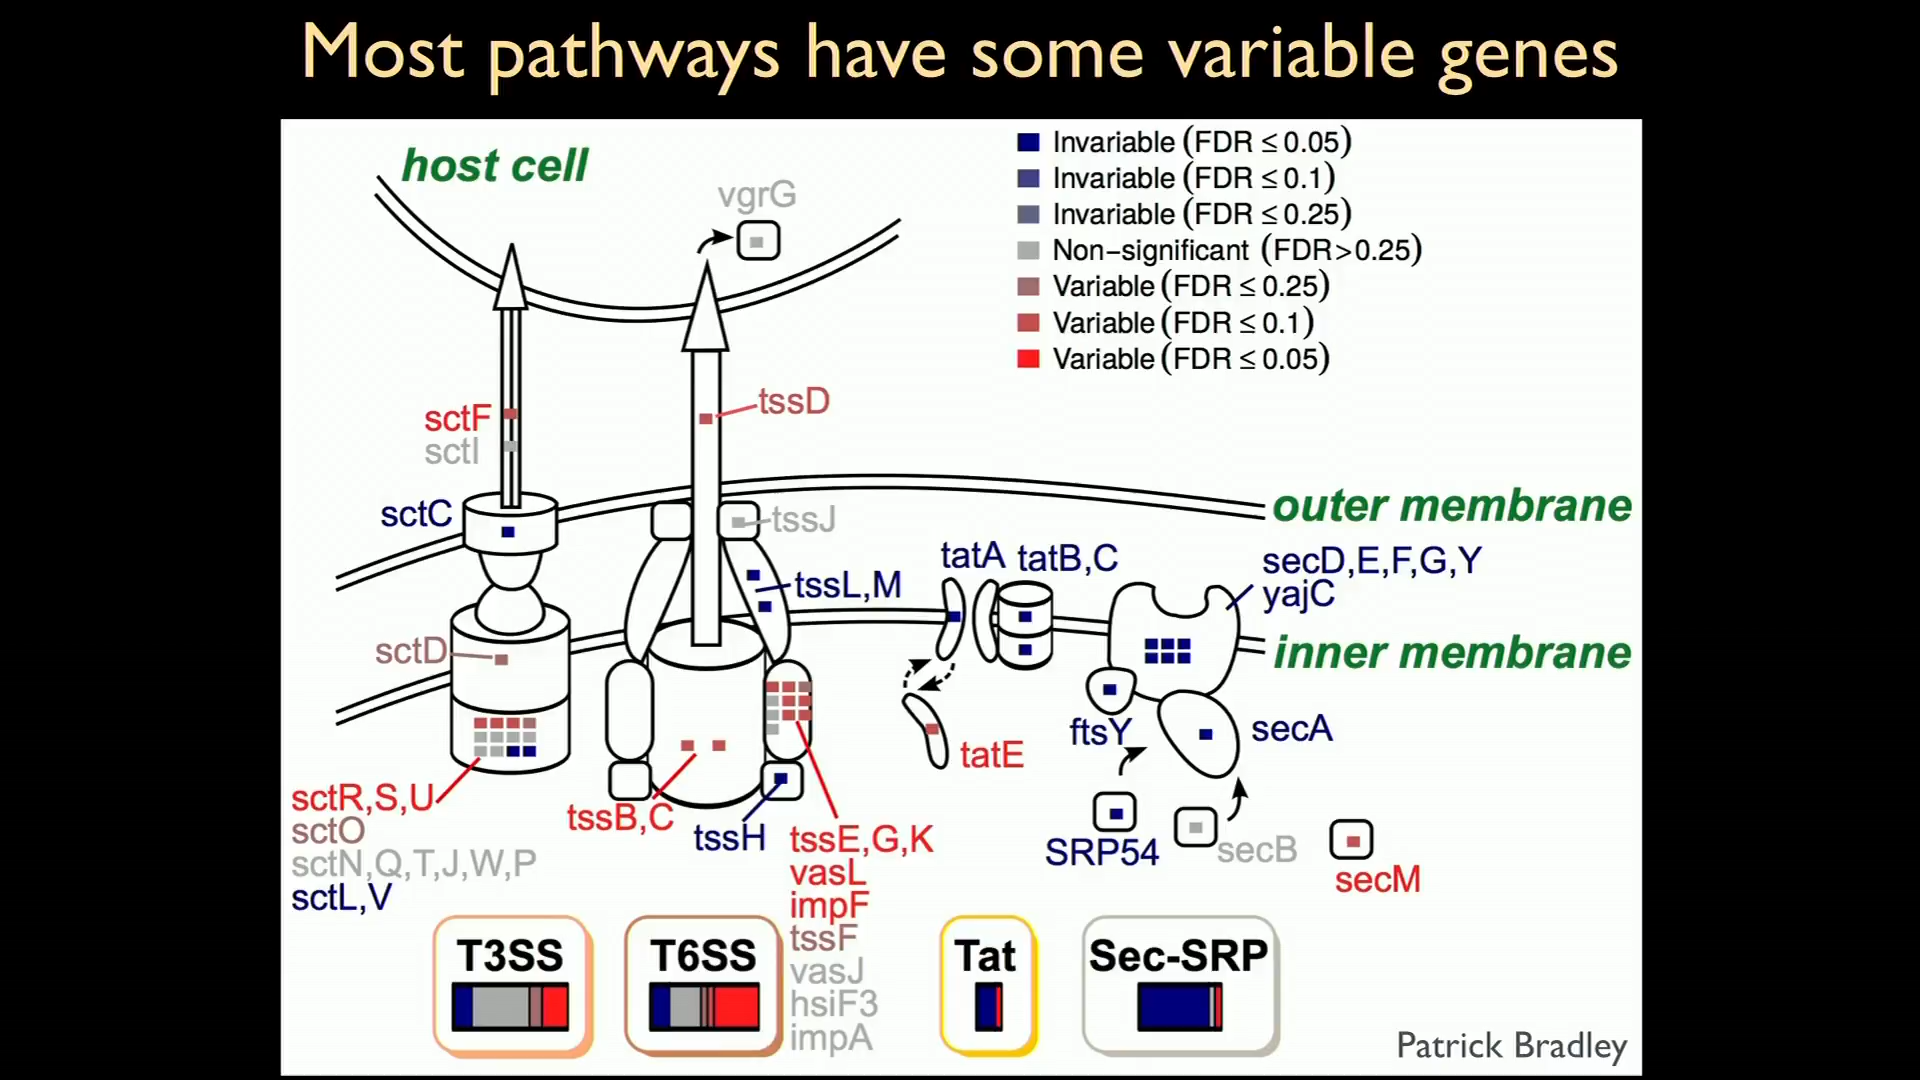 Most pathways have some variable genes
host cell
vgrG
Invariable (FDR ≤ 0.05)
Invariable (FDR ≤ 0.1)
Invariable (FDR ≤ 0.25)
Non−significant (FDR>0.25)
Variable (FDR ≤ 0.25)
Variable (FDR ≤ 0.1)
Variable (FDR ≤ 0.05)
sctF
sctI
tssD
sctC
tssJ
outer membrane
tssL,M
tatA
tatB,C
secD,E,F,G,Y
yajC
sctD
inner membrane
ftsY
secA
tatE
sctR,S,U
sctO
sctN,Q,T,J,W,P
sctL,V
tssB,C
tssH
tssE,G,K
vasL
impF
tssF
vasJ
hsiF3
impA
SRP54
secB
secM
T3SS
T6SS
Tat
Sec-SRP
Patrick Bradley